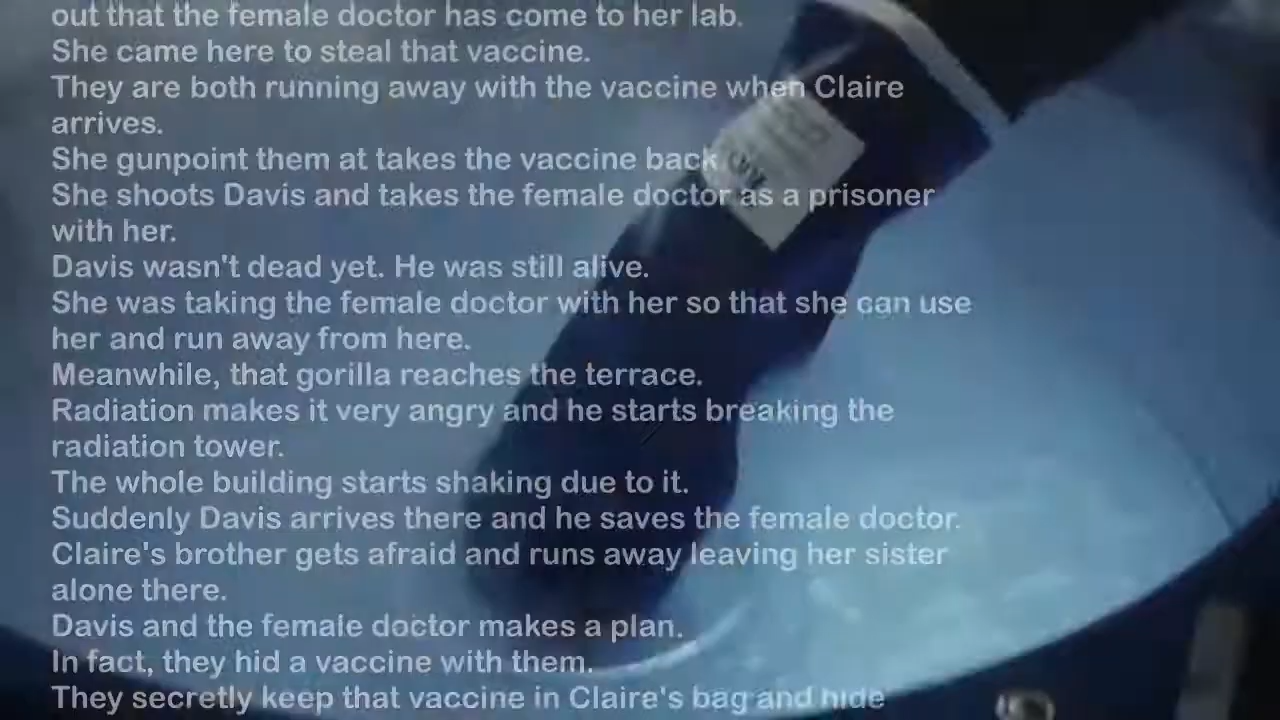 out that the female doctor has come to her lab.
She came here to steal that vaccine.
They are both running away with the vaccine when Claire
arrives.
She gunpoint them at takes the vaccine back.
She shoots Davis and takes the female doctor as a prisoner
with her.
Davis wasn't dead yet. He was still alive.
She was taking the female doctor with her so that she can use
her and run away from here.
Meanwhile, that gorilla reaches the terrace.
Radiation makes it very angry and he starts breaking the
radiation tower.
The whole building starts shaking due to it.
Suddenly Davis arrives there and he saves the female doctor.
Claire's brother gets afraid and runs away leaving her sister
alone there.
Davis and the female doctor makes a plan.
In fact, they hid a vaccine with them.
They secretly keep that vaccine in Claire's bag and hide